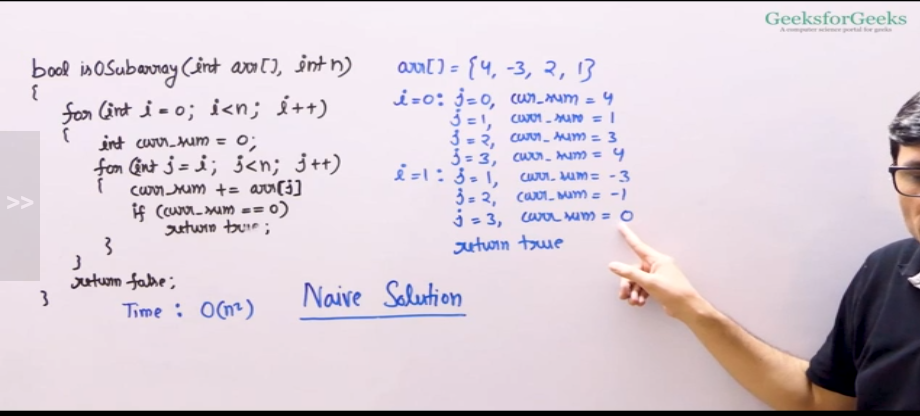 GeeksforGeeks
A computer science portal for geeks
bool is0Subarray(int arr[], int n)
{
for(int i=0; i<n; i++)
{
int curr_sum = 0;
for(int j=i; j<n; j++)
{ curr_sum += arr[j]
if (curr_sum == 0)
return true;
}
}
return false;
}
Time: O(n²)
Naive Solution
arr[] = {4, -3, 2, 1}
i=0: j=0, cur_sum = 4
j=1, curr_sum = 1
j=2, curr_sum = 3
j=3, curr_sum = 4
i=1: j=1, curr_sum= -3
j=2, curr_sum = -1
j=3, curr_sum = 0
return true
>>